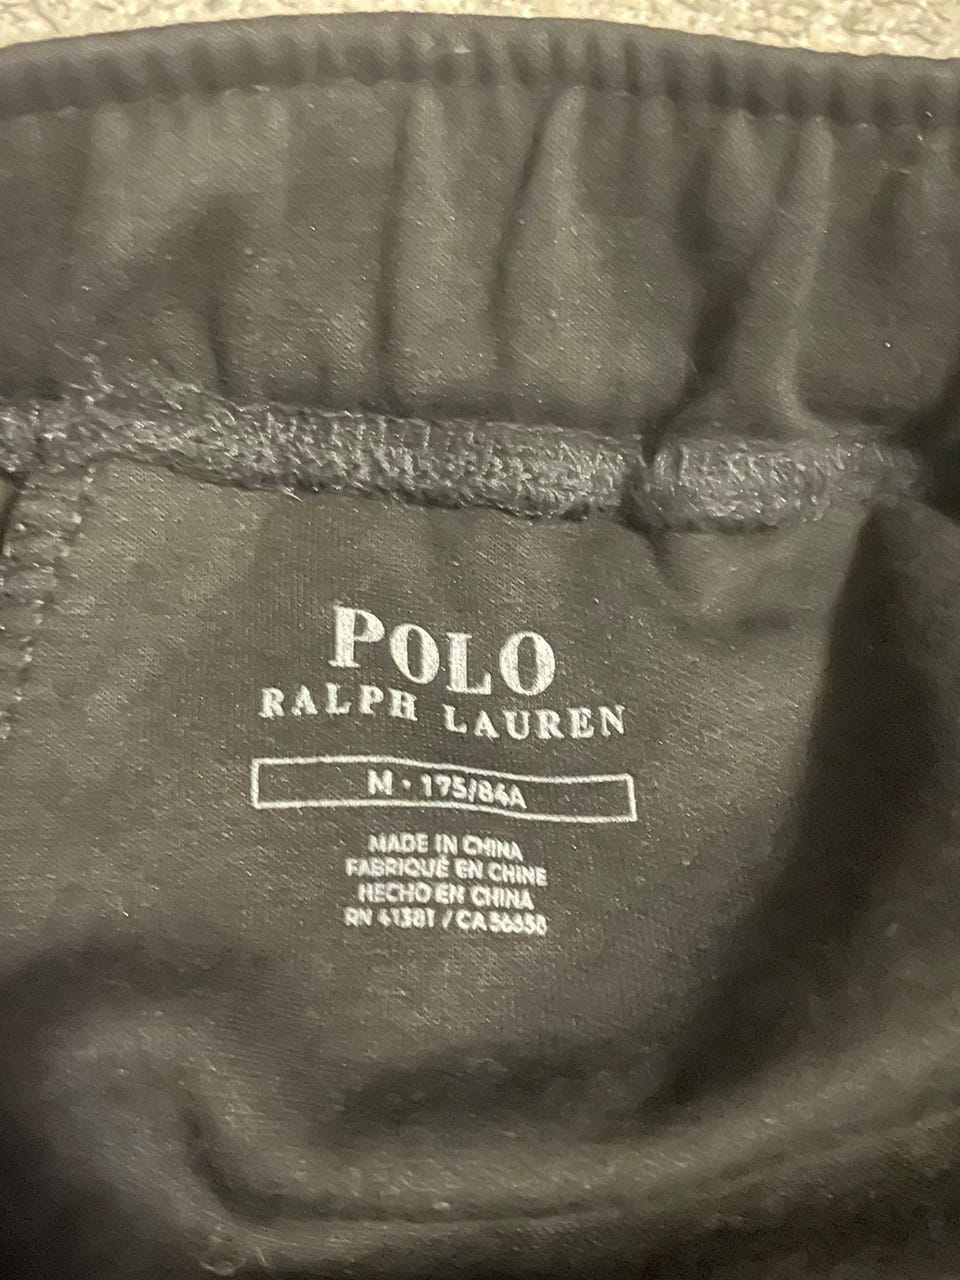 POLO
RALPH LAUREN
M • 175/84A
MADE IN CHINA
FABRIQUÉ EN CHINE
HECHO EN CHINA
RN 41381 / CA 56658